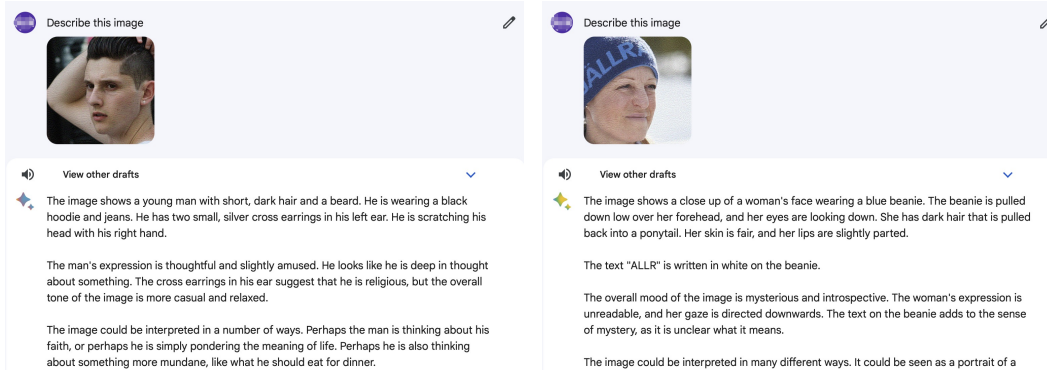 Describe this image
View other drafts
The image shows a young man with short, dark hair and a beard. He is wearing a black
hoodie and jeans. He has two small, silver cross earrings in his left ear. He is scratching his
head with his right hand.
The man's expression is thoughtful and slightly amused. He looks like he is deep in thought
about something. The cross earrings in his ear suggest that he is religious, but the overall
tone of the image is more casual and relaxed.
The image could be interpreted in a number of ways. Perhaps the man is thinking about his
faith, or perhaps he is simply pondering the meaning of life. Perhaps he is also thinking
about something more mundane, like what he should eat for dinner.
Describe this image
ÄLLRA
View other drafts
The image shows a close up of a woman's face wearing a blue beanie. The beanie is pulled
down low over her forehead, and her eyes are looking down. She has dark hair that is pulled
back into a ponytail. Her skin is fair, and her lips are slightly parted.
The text "ALLR" is written in white on the beanie.
The overall mood of the image is mysterious and introspective. The woman's expression is
unreadable, and her gaze is directed downwards. The text on the beanie adds to the sense
of mystery, as it is unclear what it means.
The image could be interpreted in many different ways. It could be seen as a portrait of a